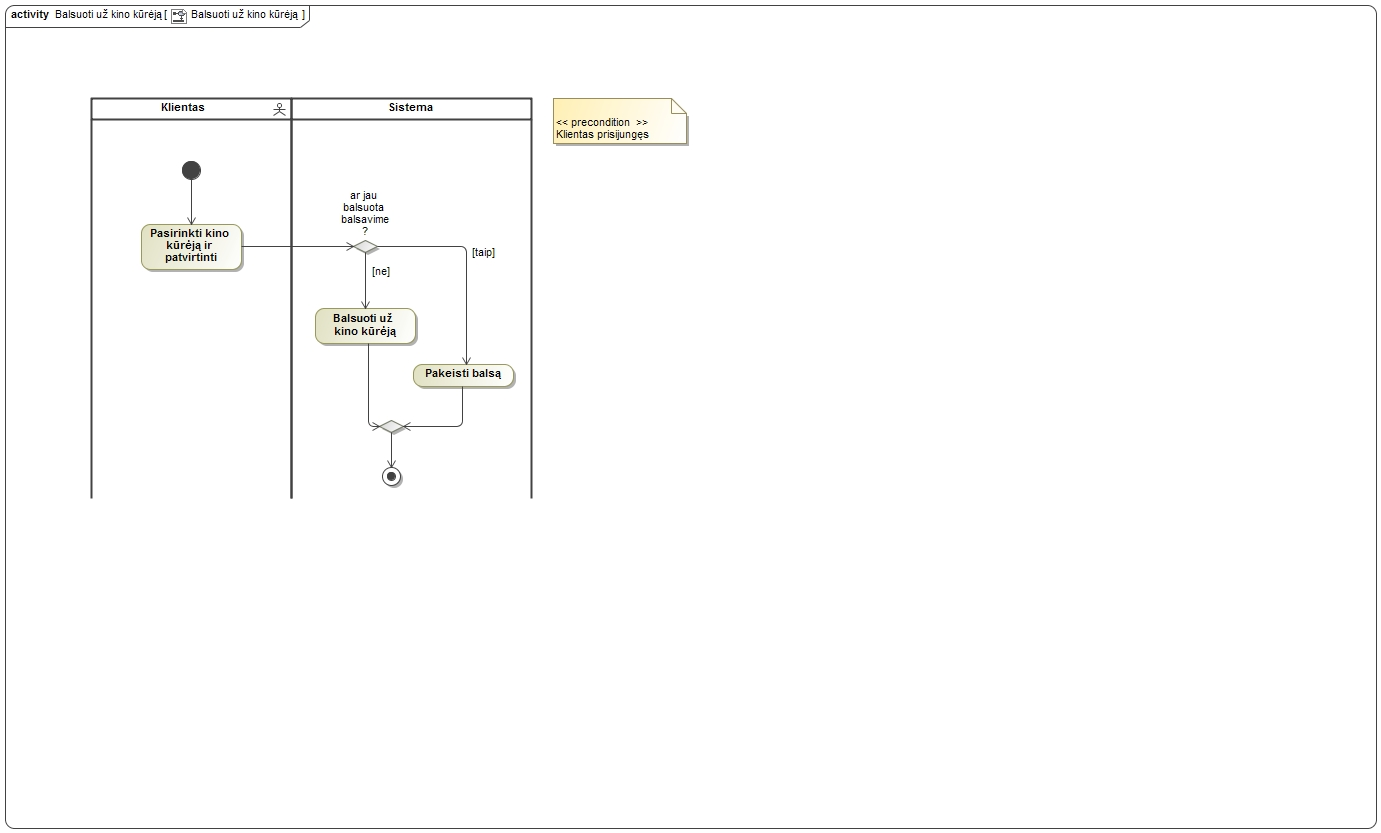 activity Balsuoti už kino kūrėją [ Balsuoti už kino kūrėją ]
Klientas
Sistema
<< precondition >>
Klientas prisijungęs
ar jau
balsuota
balsavime
?
Pasirinkti kino
kūrėją ir
patvirtinti
[taip]
[ne]
Balsuoti už
kino kūrėją
Pakeisti balsą